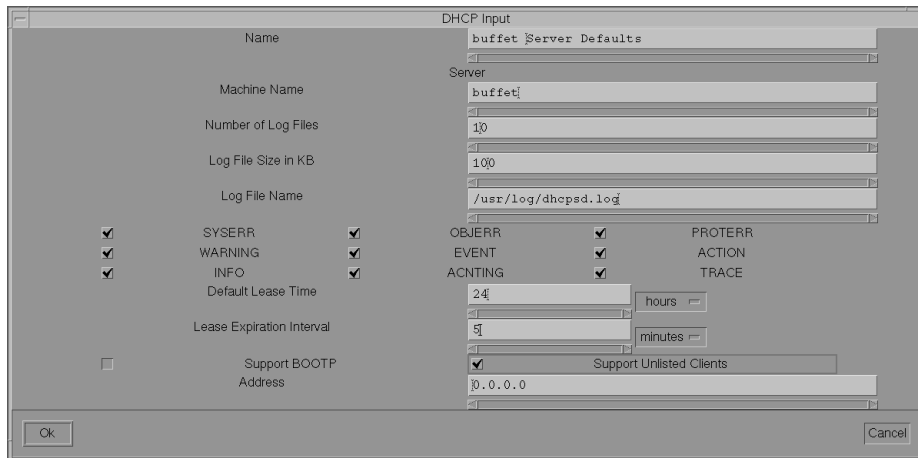 DHCP Input
Name buffet Server Defaults
Server
Machine Name buffet
Number of Log Files 10
Log File Size in KB 100
Log File Name /usr/log/dhcpsd.log
SYSERR OBJERR PROTERR
WARNING EVENT ACTION
INFO ACNTING TRACE
Default Lease Time 24 hours
Lease Expiration Interval 5 minutes
Support BOOTP Support Unlisted Clients
Address 0.0.0.0
Ok Cancel